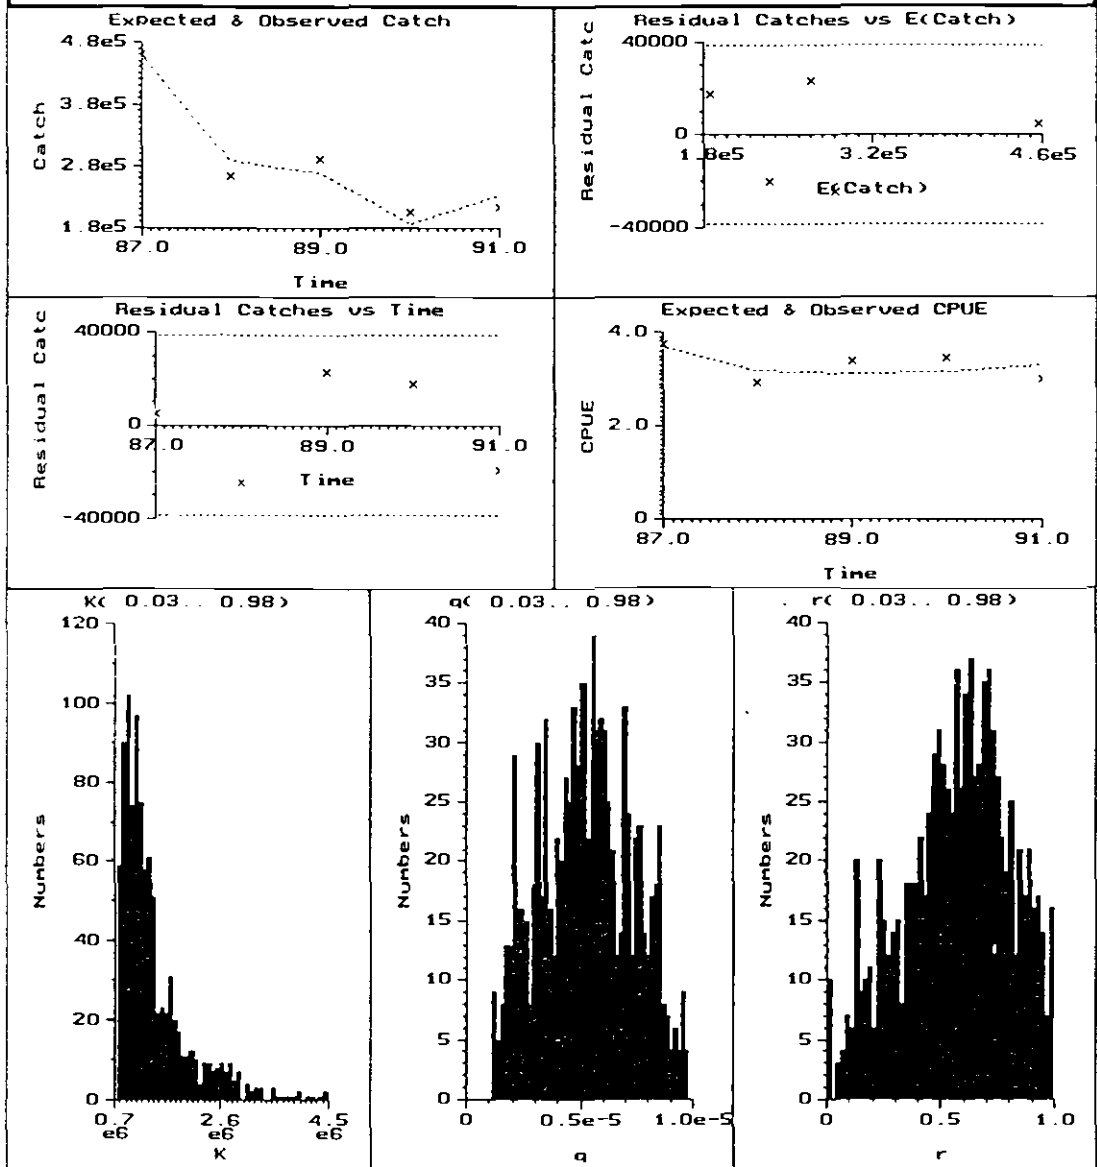 Expected & Observed Catch
4.8e5
3.8e5
2.8e5
1.8e5
Catch
87.0
89.0
91.0
Time
Residual Catches vs E(Catch)
40000
0
-40000
Residual Catc
1.8e5
3.2e5
4.6e5
E(Catch)
Residual Catches vs Time
40000
0
-40000
Residual Catc
87.0
89.0
91.0
Time
Expected & Observed CPUE
4.0
2.0
0
CPUE
87.0
89.0
91.0
Time
K( 0.03.. 0.98)
120
100
80
60
40
20
0
Numbers
0.7
e6
2.6
e6
4.5
e6
K
q( 0.03.. 0.98)
40
35
30
25
20
15
10
5
0
Numbers
0
0.5e-5
1.0e-5
q
r( 0.03.. 0.98)
40
35
30
25
20
15
10
5
0
Numbers
0
0.5
1.0
r